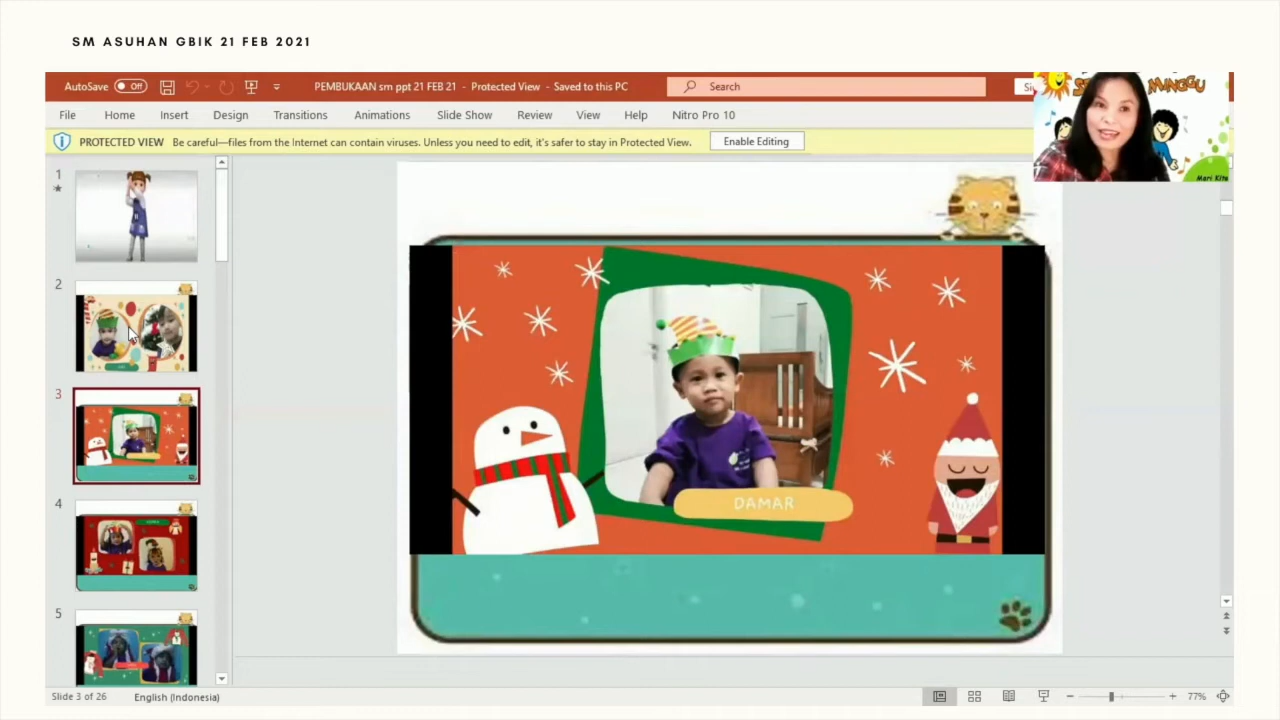 SM ASUHAN GBIK 21 FEB 2021
AutoSave Off
PEMBUKAAN sm ppt 21 FEB 21 - Protected View - Saved to this PC
Search
MINGGU
File Home Insert Design Transitions Animations Slide Show Review View Help Nitro Pro 10
PROTECTED VIEW Be careful—files from the Internet can contain viruses. Unless you need to edit, it's safer to stay in Protected View. Enable Editing
Mari Kita
1
2
3
4
5
DAMAR
Slide 3 of 26 English (Indonesia) 77%